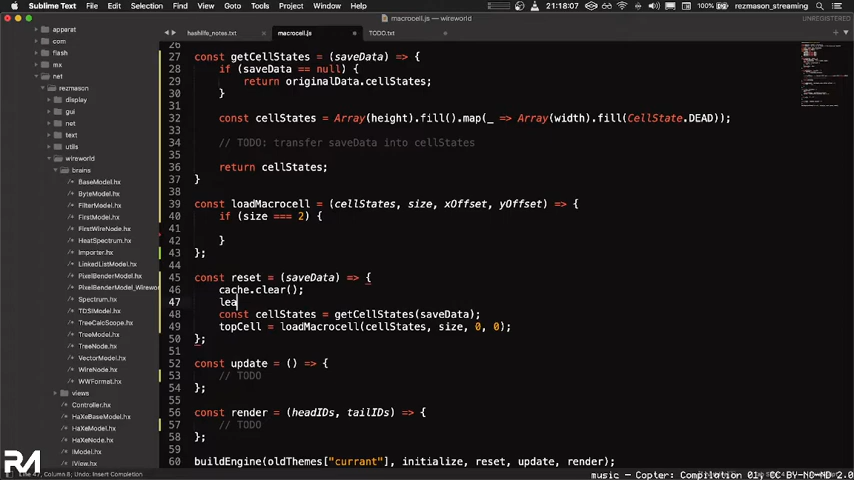 Sublime Text File Edit Selection Find View Goto Tools Project Window Help 21:18:07 100% rezmason_streaming
macrocell.js — wireworld UNREGISTERED
hashlife_notes.txt macrocell.js TODO.txt
apparat
com
flash
mx
net
rezmason
display
gui
net
text
utils
wireworld
brains
BaseModel.hx
ByteModel.hx
FilterModel.hx
FirstModel.hx
FirstWireNode.hx
HeatSpectrum.hx
Importer.hx
LinkedListModel.hx
PixelBenderModel.hx
PixelBenderModel_Wirewor
Spectrum.hx
TDSIModel.hx
TreeCalcScope.hx
TreeModel.hx
TreeNode.hx
VectorModel.hx
WireNode.hx
WWFormat.hx
views
Controller.hx
HaXeBaseModel.hx
HaXeModel.hx
HaXeNode.hx
IModel.hx
IView.hx
26
27 const getCellStates = (saveData) => {
28 if (saveData == null) {
29 return originalData.cellStates;
30 }
31
32 const cellStates = Array(height).fill().map(_ => Array(width).fill(CellState.DEAD));
33
34 // TODO: transfer saveData into cellStates
35
36 return cellStates;
37 }
38
39 const loadMacrocell = (cellStates, size, xOffset, yOffset) => {
40 if (size === 2) {
41
42 }
43 };
44
45 const reset = (saveData) => {
46 cache.clear();
47 lea
48 const cellStates = getCellStates(saveData);
49 topCell = loadMacrocell(cellStates, size, 0, 0);
50 };
51
52 const update = () => {
53 // TODO
54 };
55
56 const render = (headIDs, tailIDs) => {
57 // TODO
58 };
59
60 buildEngine(oldThemes["currant"], initialize, reset, update, render);
RM
Line 47, Column 8; Insert Completion
music - Copter: Compilation 01: CC BY-NC-ND 2.0